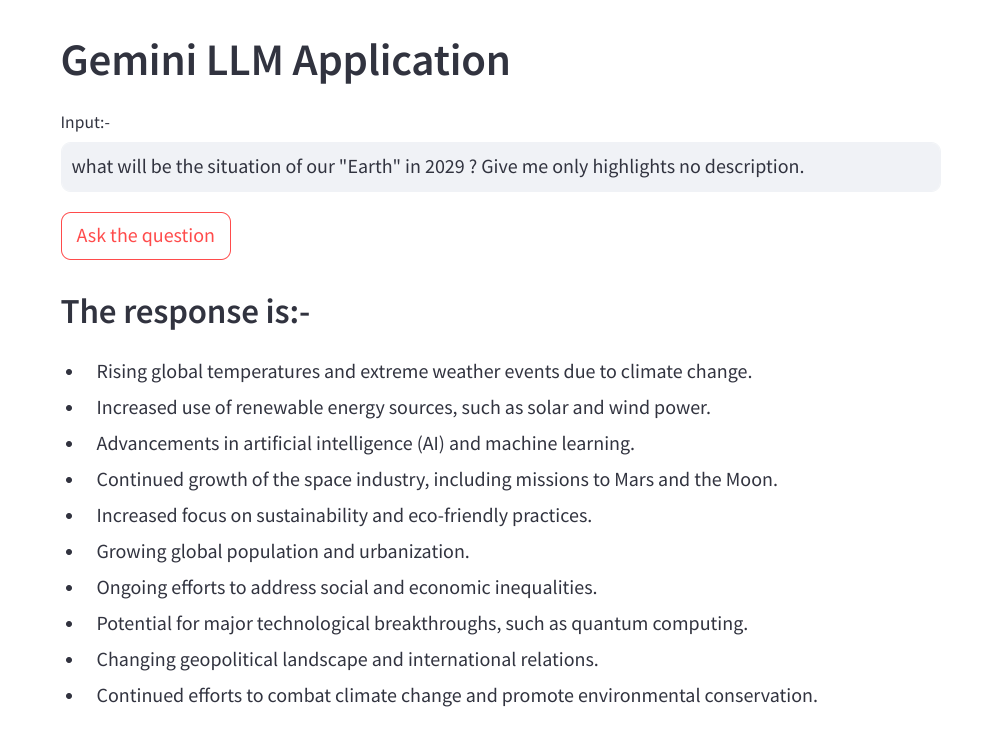 Gemini LLM Application
Input:-
what will be the situation of our "Earth" in 2029 ? Give me only highlights no description.
Ask the question
The response is:-
• Rising global temperatures and extreme weather events due to climate change.
• Increased use of renewable energy sources, such as solar and wind power.
• Advancements in artificial intelligence (AI) and machine learning.
• Continued growth of the space industry, including missions to Mars and the Moon.
• Increased focus on sustainability and eco-friendly practices.
• Growing global population and urbanization.
• Ongoing efforts to address social and economic inequalities.
• Potential for major technological breakthroughs, such as quantum computing.
• Changing geopolitical landscape and international relations.
• Continued efforts to combat climate change and promote environmental conservation.